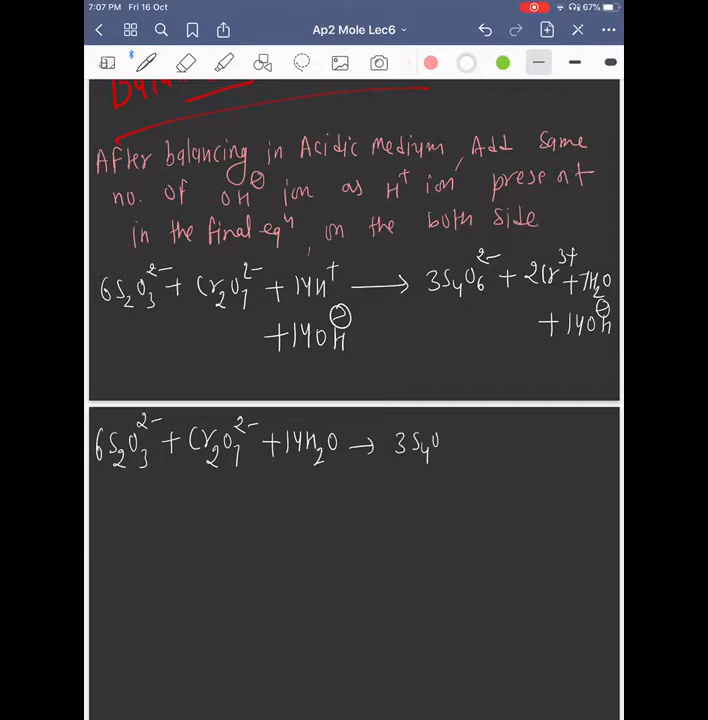 7:07 PM Fri 16 Oct
67%
Ap2 Mole Lec6
After balancing in Acidic medium, Add same
no. of OH⊖ ion as H⁺ ion present
in the final eqⁿ on the both side
6S₂O₃²⁻ + Cr₂O₇²⁻ + 14H⁺ ⟶ 3S₄O₆²⁻ + 2Cr³⁺ + 7H₂O
+14OH⊖ +14OH⊖
6S₂O₃²⁻ + Cr₂O₇²⁻ + 14H₂O → 3S₄O